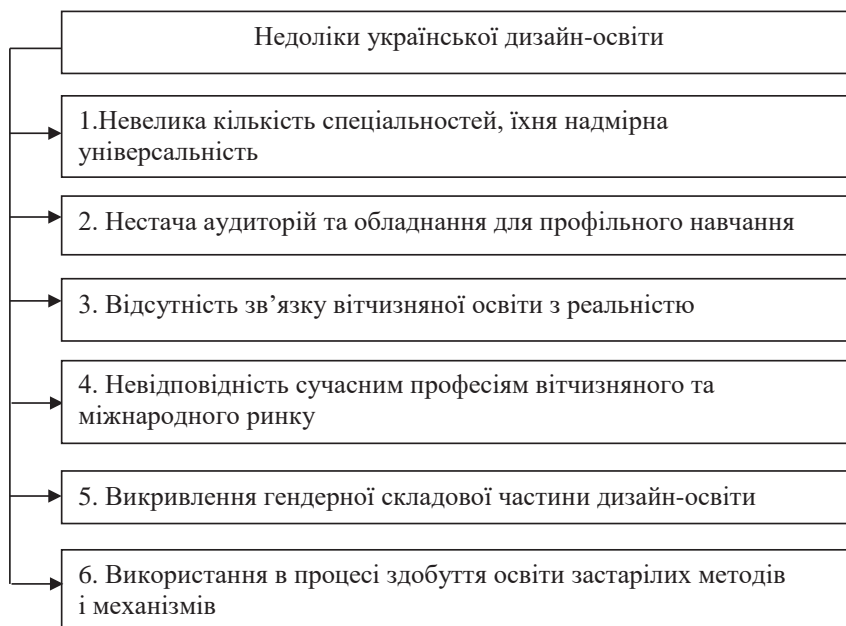 Недоліки української дизайн-освіти
1.Невелика кількість спеціальностей, їхня надмірна
універсальність
2. Нестача аудиторій та обладнання для профільного навчання
3. Відсутність зв’язку вітчизняної освіти з реальністю
4. Невідповідність сучасним професіям вітчизняного та
міжнародного ринку
5. Викривлення гендерної складової частини дизайн-освіти
6. Використання в процесі здобуття освіти застарілих методів
і механізмів